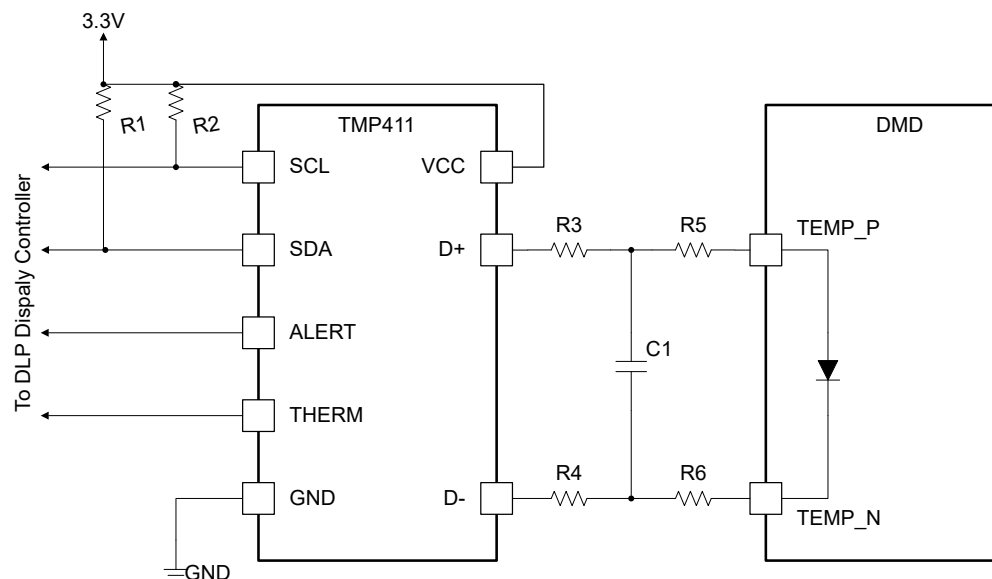 3.3V
R1
R2
TMP411
DMD
SCL
VCC
SDA
D+
R3
R5
TEMP_P
To DLP Dispaly Controller
ALERT
C1
THERM
GND
D-
R4
R6
TEMP_N
GND